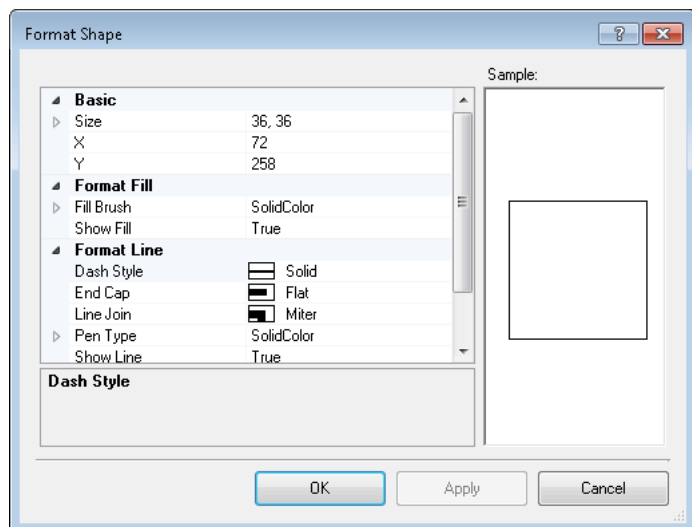 Format Shape
Sample:
Basic
Size 36, 36
X 72
Y 258
Format Fill
Fill Brush SolidColor
Show Fill True
Format Line
Dash Style Solid
End Cap Flat
Line Join Miter
Pen Type SolidColor
Show Line True
Dash Style
OK Apply Cancel